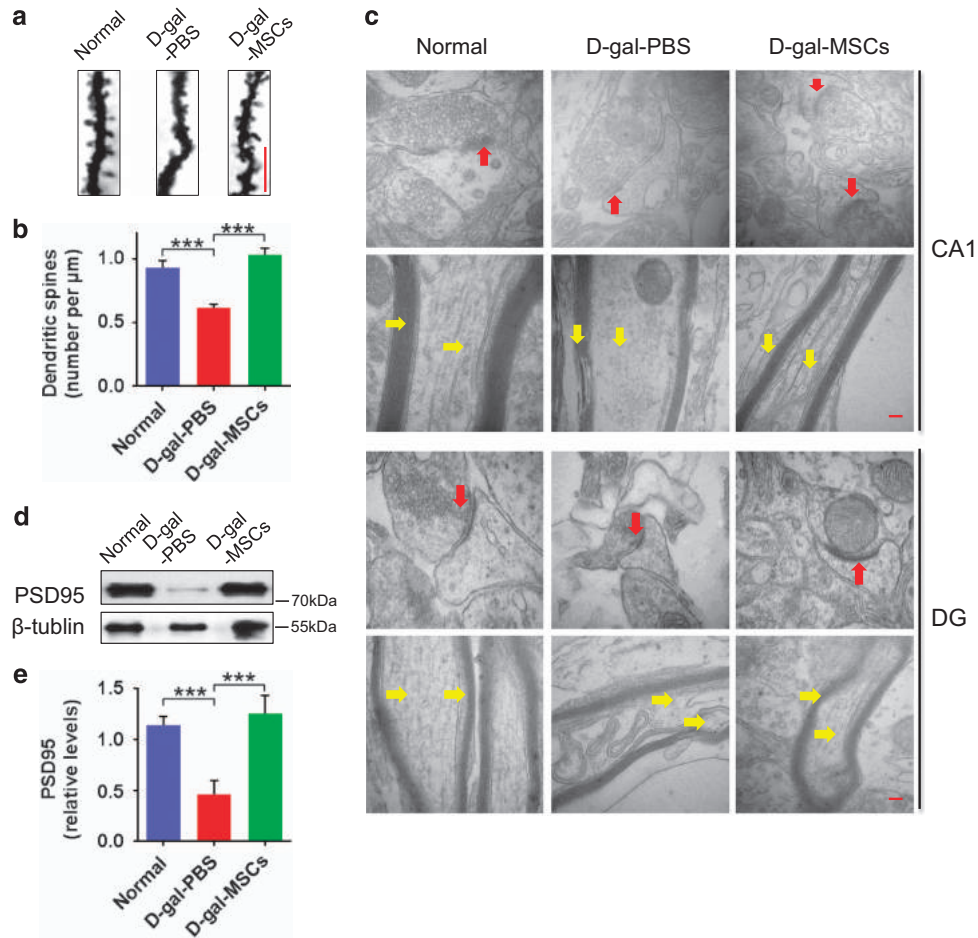 a
Normal
D-gal
-PBS
D-gal
-MSCs
b
Dendritic spines
(number per µm)
1.0
0.5
0.0
***
***
Normal
D-gal-PBS
D-gal-MSCs
c
Normal
D-gal-PBS
D-gal-MSCs
CA1
DG
d
Normal
D-gal
-PBS
D-gal
-MSCs
PSD95
70kDa
β-tublin
55kDa
e
PSD95
(relative levels)
1.5
1.0
0.5
0.0
***
***
Normal
D-gal-PBS
D-gal-MSCs